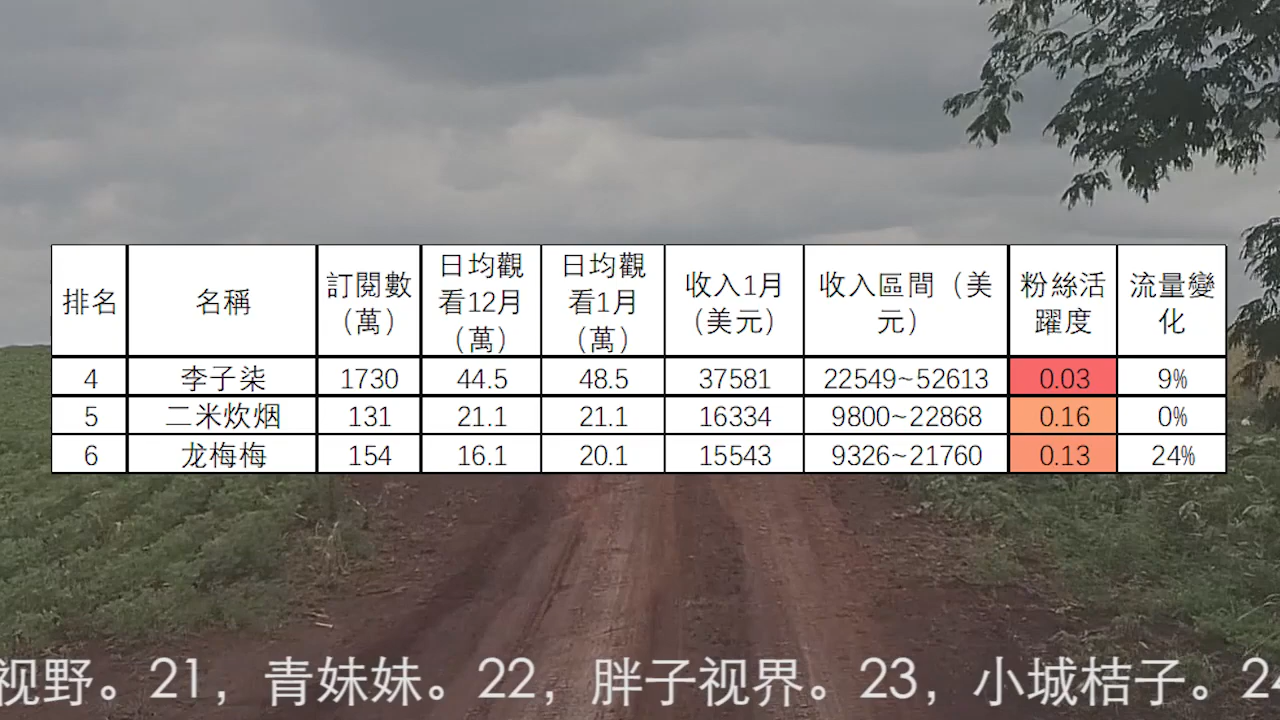 排名 名稱 訂閱數（萬） 日均觀看12月（萬） 日均觀看1月（萬） 收入1月（美元） 收入區間（美元） 粉絲活躍度 流量變化
4 李子柒 1730 44.5 48.5 37581 22549~52613 0.03 9%
5 二米炊烟 131 21.1 21.1 16334 9800~22868 0.16 0%
6 龙梅梅 154 16.1 20.1 15543 9326~21760 0.13 24%
视野。21，青妹妹。22，胖子视界。23，小城桔子。24